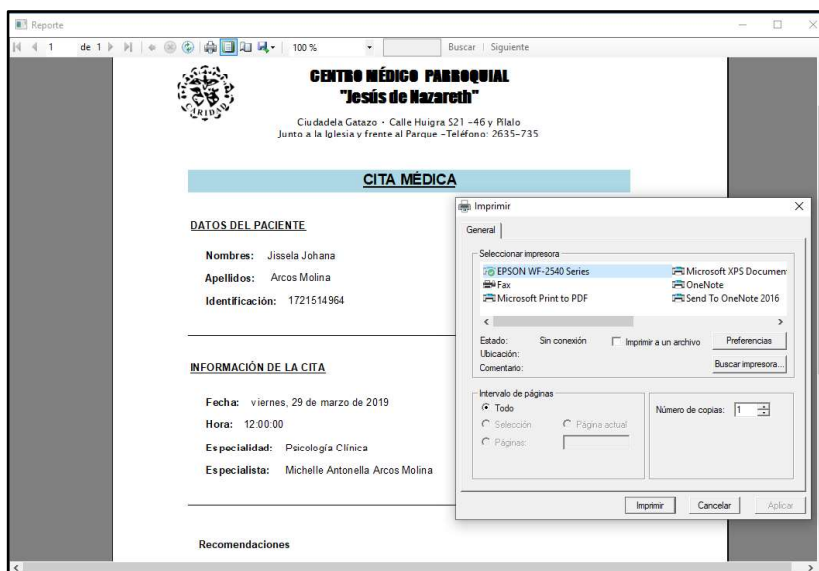 Reporte
1 de 1 100 % Buscar | Siguiente
CARIDAD
CENTRO MÉDICO PARROQUIAL
"Jesús de Nazareth"
Ciudadela Gatazo - Calle Huigra S21 -46 y Pilalo
Junto a la Iglesia y frente al Parque -Teléfono: 2635-735
CITA MÉDICA
DATOS DEL PACIENTE
Nombres: Jissela Johana
Apellidos: Arcos Molina
Identificación: 1721514964
INFORMACIÓN DE LA CITA
Fecha: viernes, 29 de marzo de 2019
Hora: 12:00:00
Especialidad: Psicología Clínica
Especialista: Michelle Antonella Arcos Molina
Recomendaciones
Imprimir
General
Seleccionar impresora
EPSON WF-2540 Series Microsoft XPS Documen
Fax OneNote
Microsoft Print to PDF Send To OneNote 2016
Estado: Sin conexión Imprimir a un archivo Preferencias
Ubicación:
Comentario: Buscar impresora...
Intervalo de páginas
Todo
Selección Página actual
Páginas:
Número de copias: 1
Imprimir Cancelar Aplicar